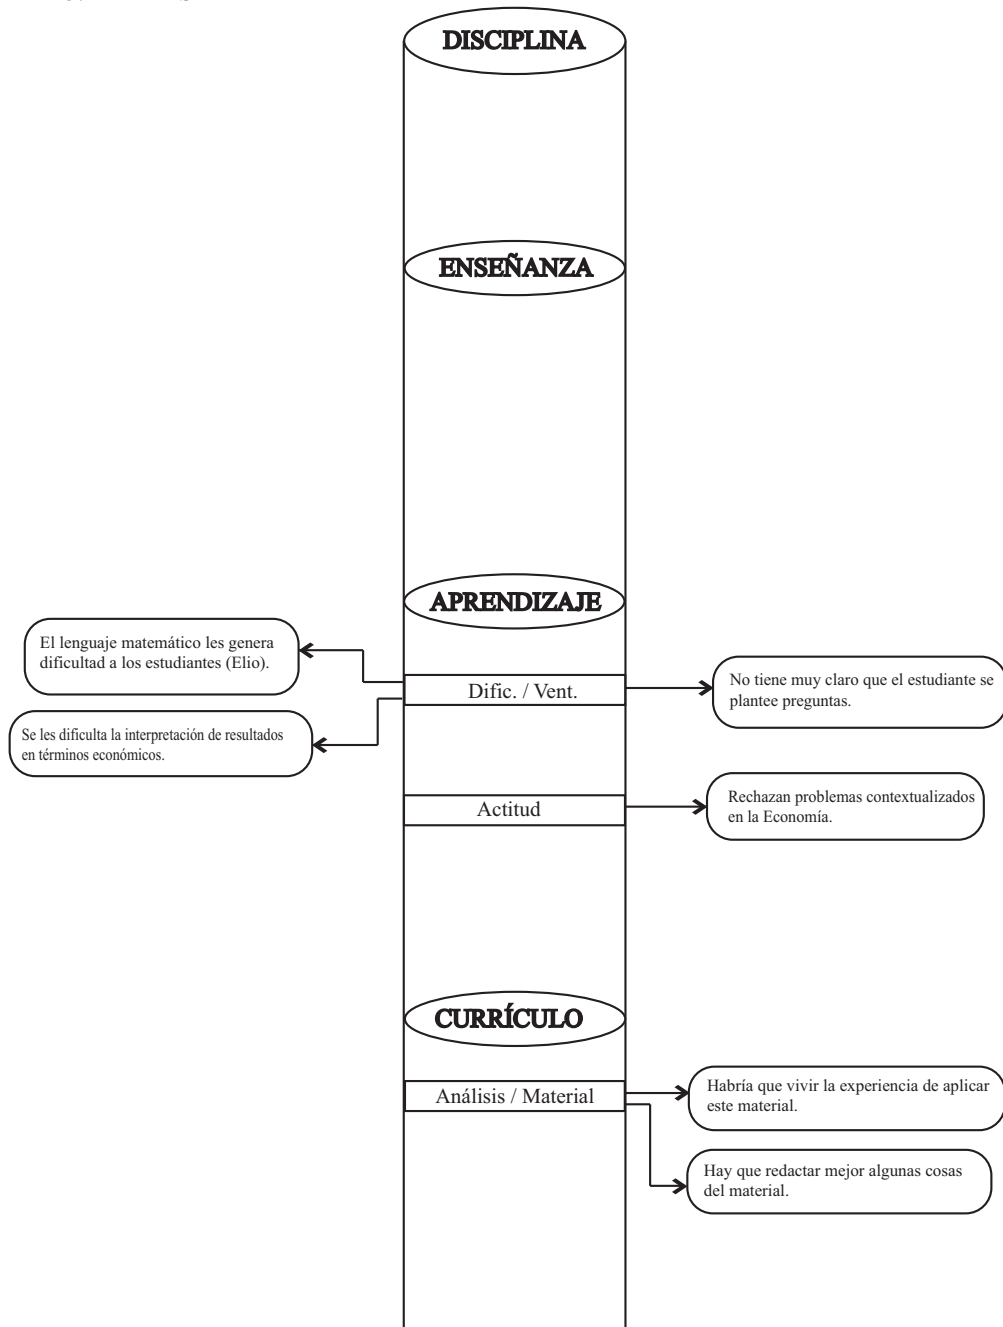 DISCIPLINA
ENSEÑANZA
APRENDIZAJE
El lenguaje matemático les genera
dificultad a los estudiantes (Elio).
Dific. / Vent.
No tiene muy claro que el estudiante se
plantee preguntas.
Se les dificulta la interpretación de resultados
en términos económicos.
Actitud
Rechazan problemas contextualizados
en la Economía.
CURRÍCULO
Análisis / Material
Habría que vivir la experiencia de aplicar
este material.
Hay que redactar mejor algunas cosas
del material.